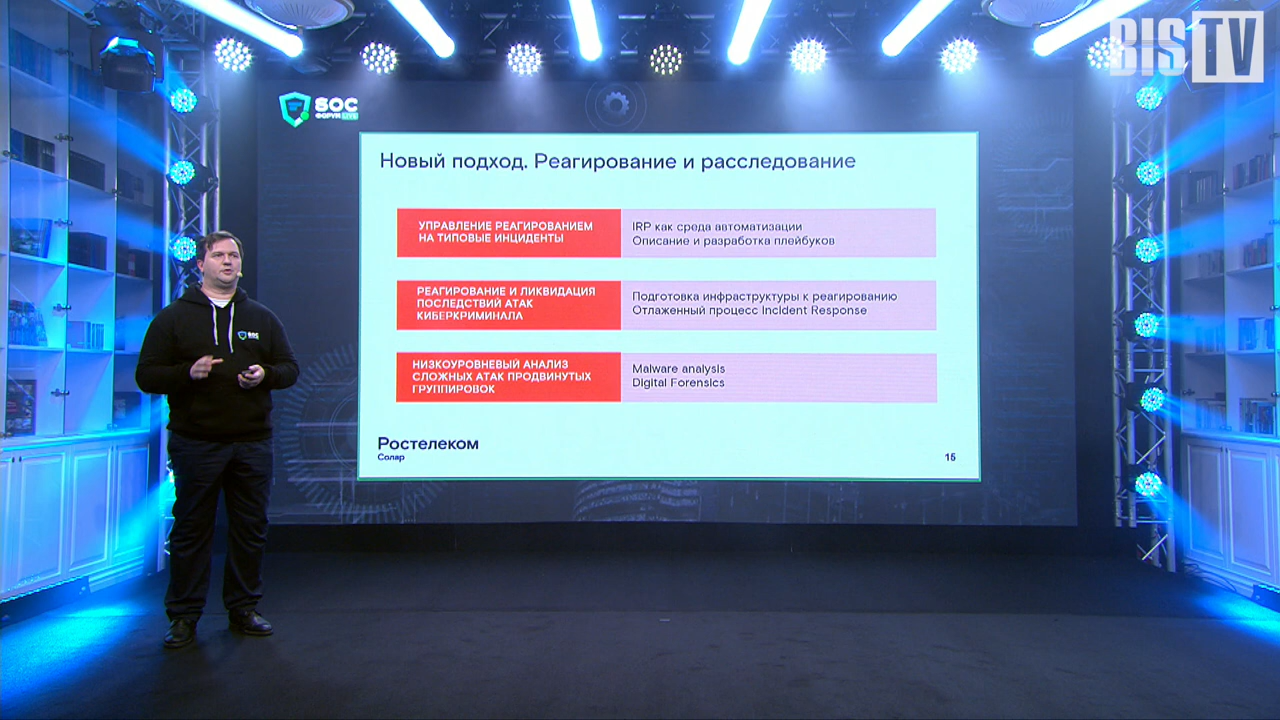 BIS TV
SOC
ФОРУМ LIVE
Новый подход. Реагирование и расследование
УПРАВЛЕНИЕ РЕАГИРОВАНИЕМ
НА ТИПОВЫЕ ИНЦИДЕНТЫ
IRP как среда автоматизации
Описание и разработка плейбуков
РЕАГИРОВАНИЕ И ЛИКВИДАЦИЯ
ПОСЛЕДСТВИЙ АТАК
КИБЕРКРИМИНАЛА
Подготовка инфраструктуры к реагированию
Отлаженный процесс Incident Response
НИЗКОУРОВНЕВЫЙ АНАЛИЗ
СЛОЖНЫХ АТАК ПРОДВИНУТЫХ
ГРУППИРОВОК
Malware analysis
Digital Forensics
Ростелеком
Солар
15
SOC